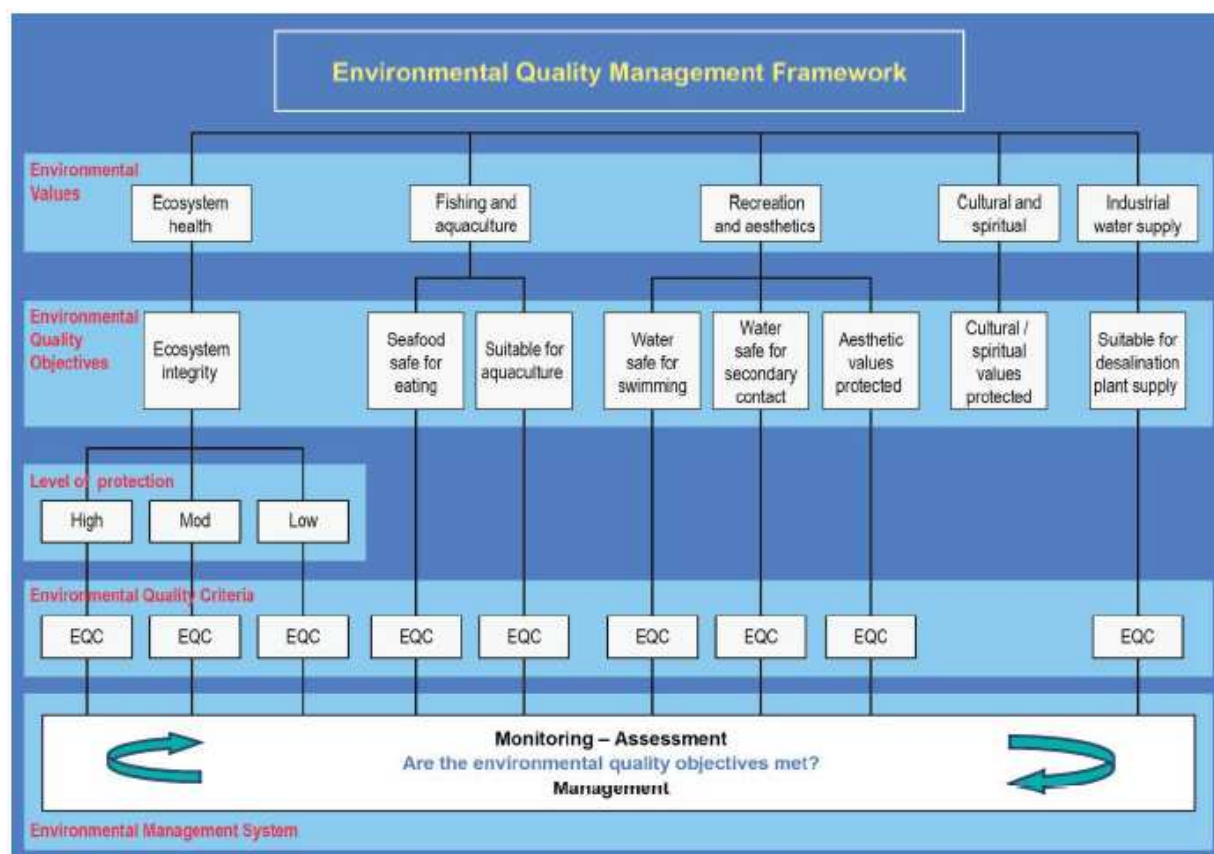 Environmental Quality Management Framework
Environmental
Values
Ecosystem
health
Fishing and
aquaculture
Recreation
and aesthetics
Cultural and
spiritual
Industrial
water supply
Environmental
Quality
Objectives
Ecosystem
integrity
Seafood
safe for
eating
Suitable for
aquaculture
Water
safe for
swimming
Water
safe for
secondary
contact
Aesthetic
values
protected
Cultural /
spiritual
values
protected
Suitable for
desalination
plant supply
Level of protection
High
Mod
Low
Environmental Quality Criteria
EQC
EQC
EQC
EQC
EQC
EQC
EQC
EQC
EQC
Monitoring – Assessment
Are the environmental quality objectives met?
Management
Environmental Management System